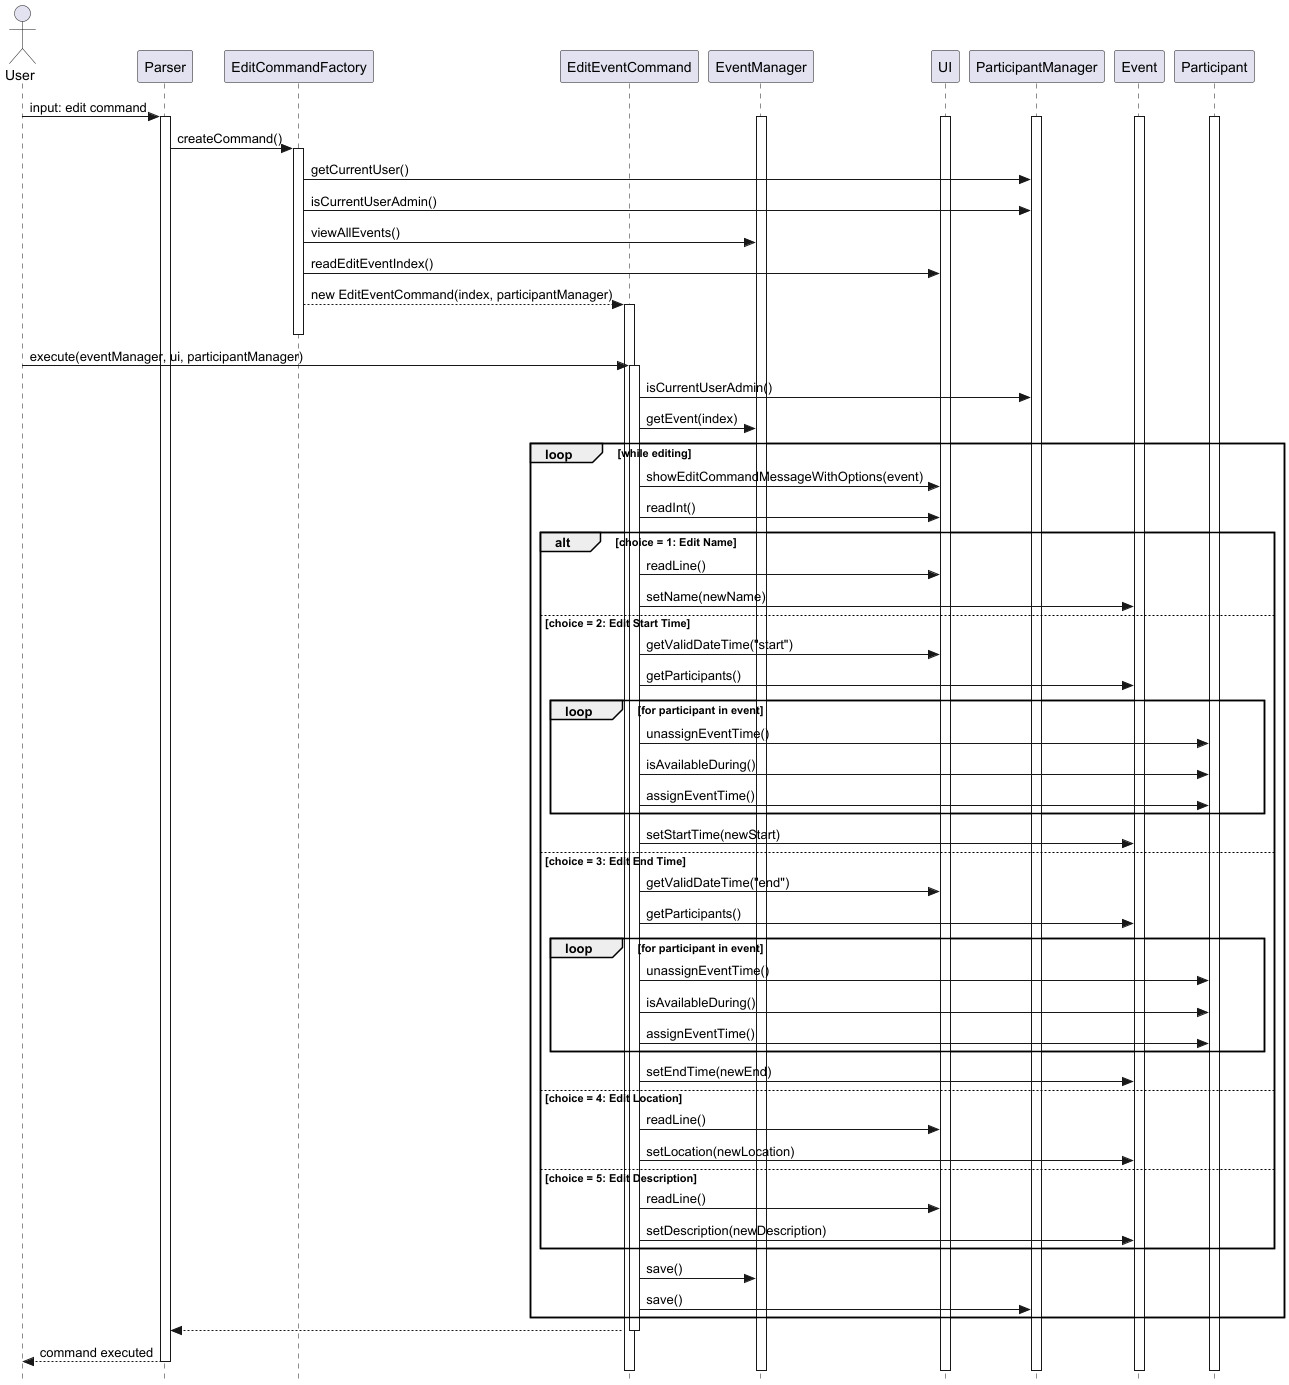 User
Parser
EditCommandFactory
EditEventCommand
EventManager
UI
ParticipantManager
Event
Participant
input: edit command
createCommand()
getCurrentUser()
isCurrentUserAdmin()
viewAllEvents()
readEditEventIndex()
new EditEventCommand(index, participantManager)
execute(eventManager, ui, participantManager)
isCurrentUserAdmin()
getEvent(index)
loop [while editing]
showEditCommandMessageWithOptions(event)
readInt()
alt [choice = 1: Edit Name]
readLine()
setName(newName)
[choice = 2: Edit Start Time]
getValidDateTime("start")
getParticipants()
loop [for participant in event]
unassignEventTime()
isAvailableDuring()
assignEventTime()
setStartTime(newStart)
[choice = 3: Edit End Time]
getValidDateTime("end")
getParticipants()
loop [for participant in event]
unassignEventTime()
isAvailableDuring()
assignEventTime()
setEndTime(newEnd)
[choice = 4: Edit Location]
readLine()
setLocation(newLocation)
[choice = 5: Edit Description]
readLine()
setDescription(newDescription)
save()
save()
command executed